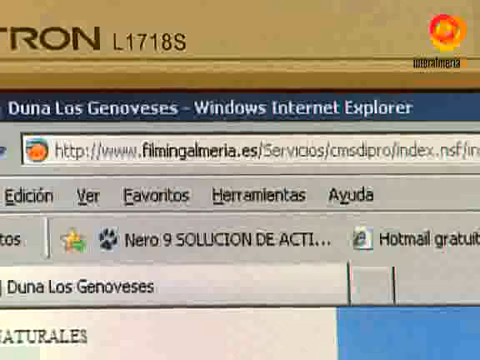 TRON L1718S
interalmeria
Duna Los Genoveses - Windows Internet Explorer
http://www.filmingalmeria.es/Servicios/cmsdipro/index.nsf/in
Edición Ver Favoritos Herramientas Ayuda
tos Nero 9 SOLUCION DE ACTI... Hotmail gratuit
Duna Los Genoveses
NATURALES